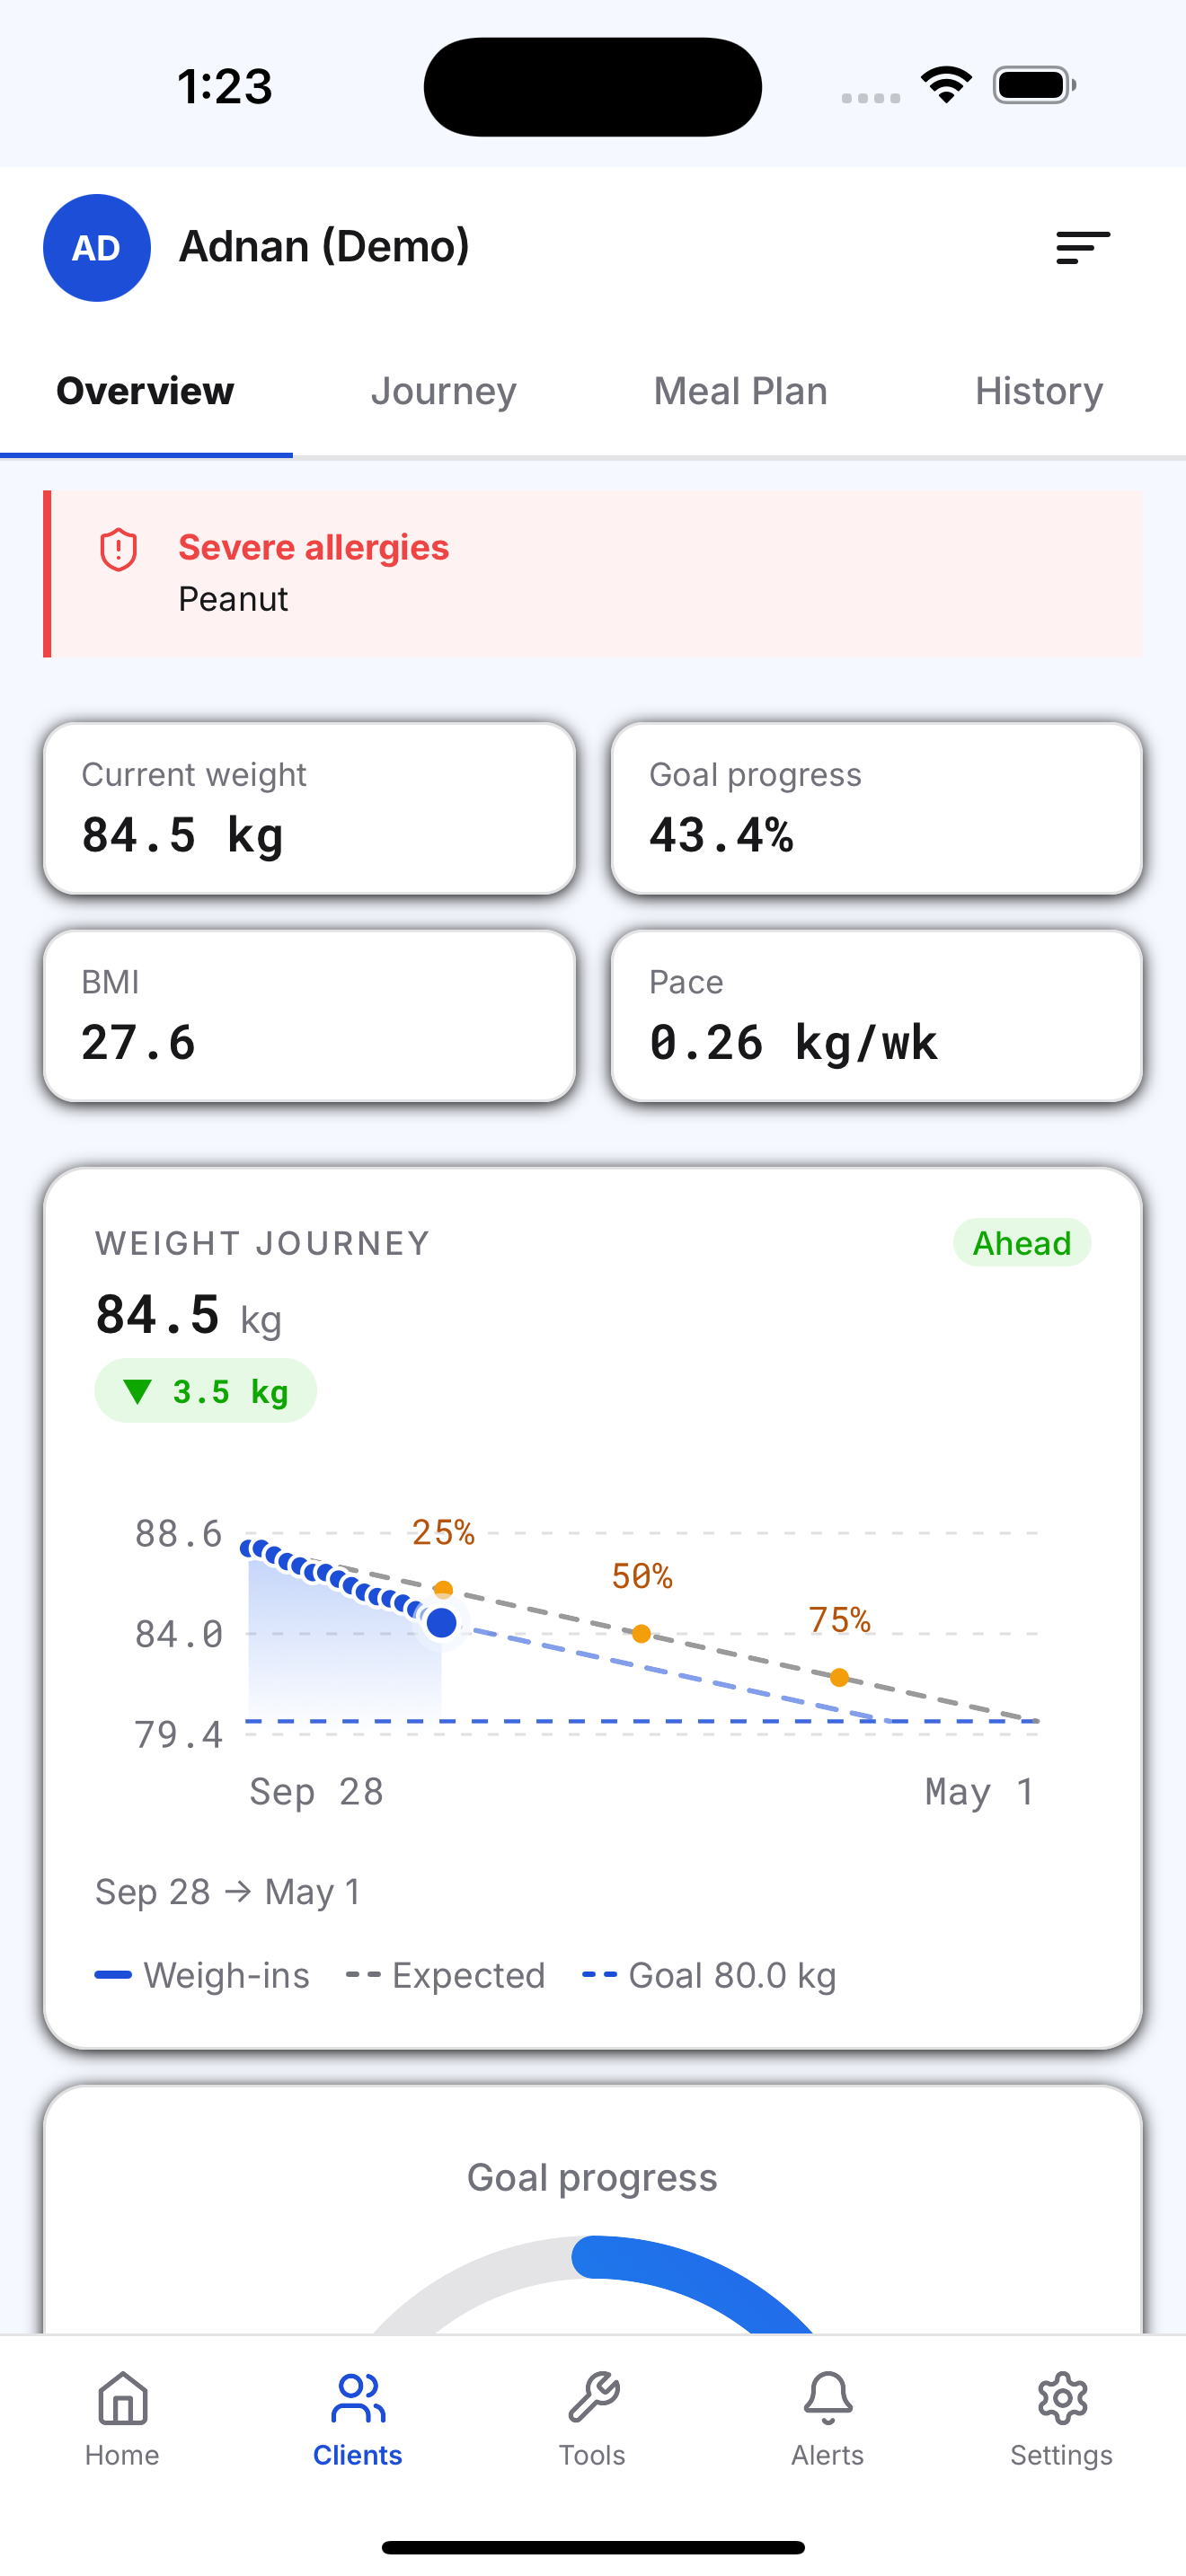 1:23
AD
Adnan (Demo)
Overview
Journey
Meal Plan
History
Severe allergies
Peanut
Current weight
84.5 kg
Goal progress
43.4%
BMI
27.6
Pace
0.26 kg/wk
WEIGHT JOURNEY
Ahead
84.5 kg
▼ 3.5 kg
88.6
84.0
79.4
25%
50%
75%
Sep 28
May 1
Sep 28 → May 1
Weigh-ins
Expected
Goal 80.0 kg
Goal progress
Home
Clients
Tools
Alerts
Settings